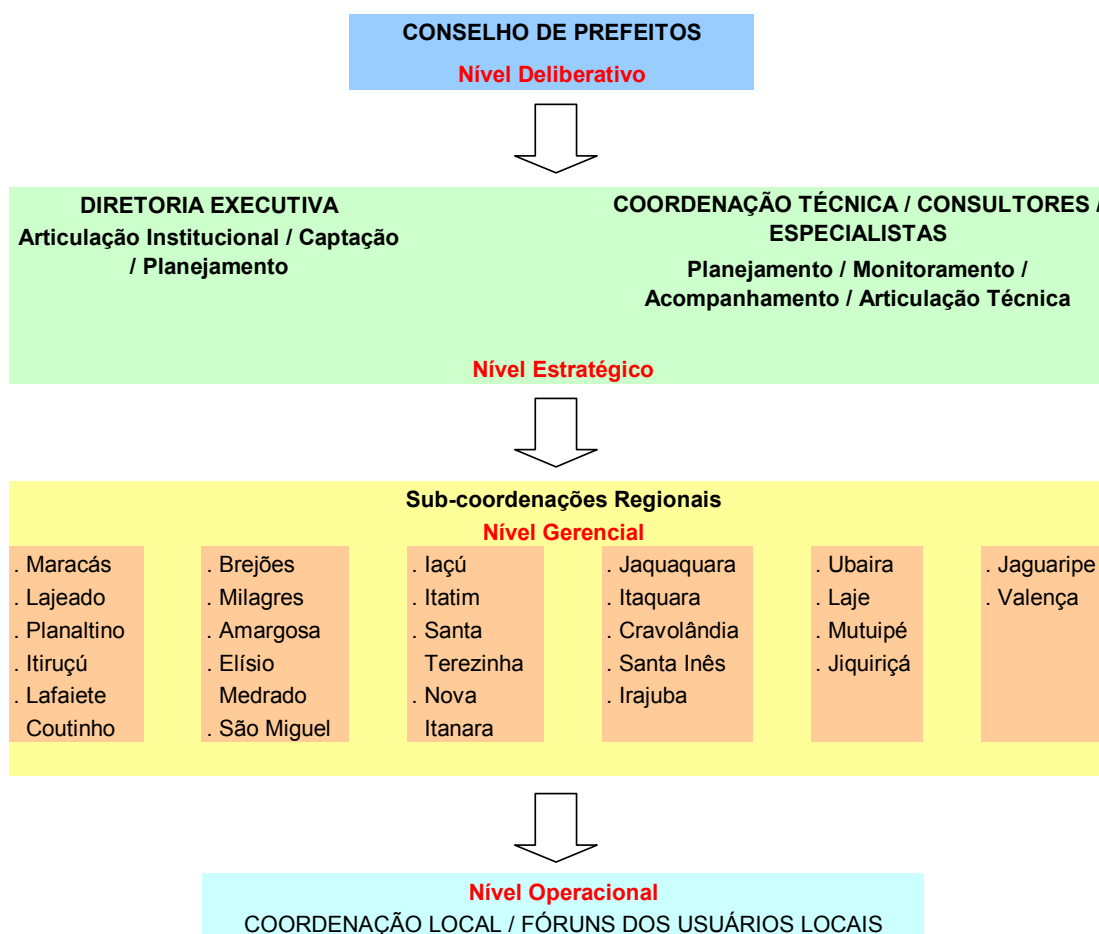 CONSELHO DE PREFEITOS
Nível Deliberativo
DIRETORIA EXECUTIVA
Articulação Institucional / Captação
/ Planejamento
COORDENAÇÃO TÉCNICA / CONSULTORES /
ESPECIALISTAS
Planejamento / Monitoramento /
Acompanhamento / Articulação Técnica
Nível Estratégico
Sub-coordenações Regionais
Nível Gerencial
. Maracás
. Lajeado
. Planaltino
. Itiruçú
. Lafaiete
Coutinho
. Brejões
. Milagres
. Amargosa
. Elísio
Medrado
. São Miguel
. Iaçú
. Itatim
. Santa
Terezinha
. Nova
Itanara
. Jaquaquara
. Itaquara
. Cravolândia
. Santa Inês
. Irajuba
. Ubaira
. Laje
. Mutuipé
. Jiquiriçá
. Jaguaripe
. Valença
Nível Operacional
COORDENAÇÃO LOCAL / FÓRUNS DOS USUÁRIOS LOCAIS